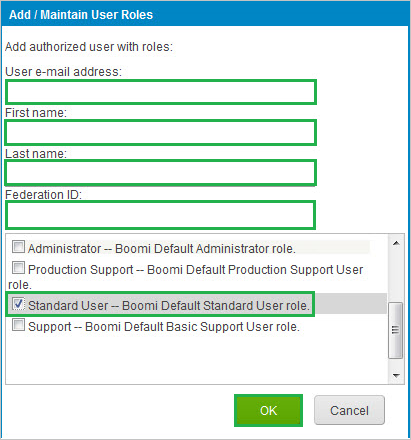 Add / Maintain User Roles
Add authorized user with roles:
User e-mail address:
First name:
Last name:
Federation ID:
Administrator -- Boomi Default Administrator role.
Production Support -- Boomi Default Production Support User
role.
Standard User -- Boomi Default Standard User role.
Support -- Boomi Default Basic Support User role.
OK
Cancel